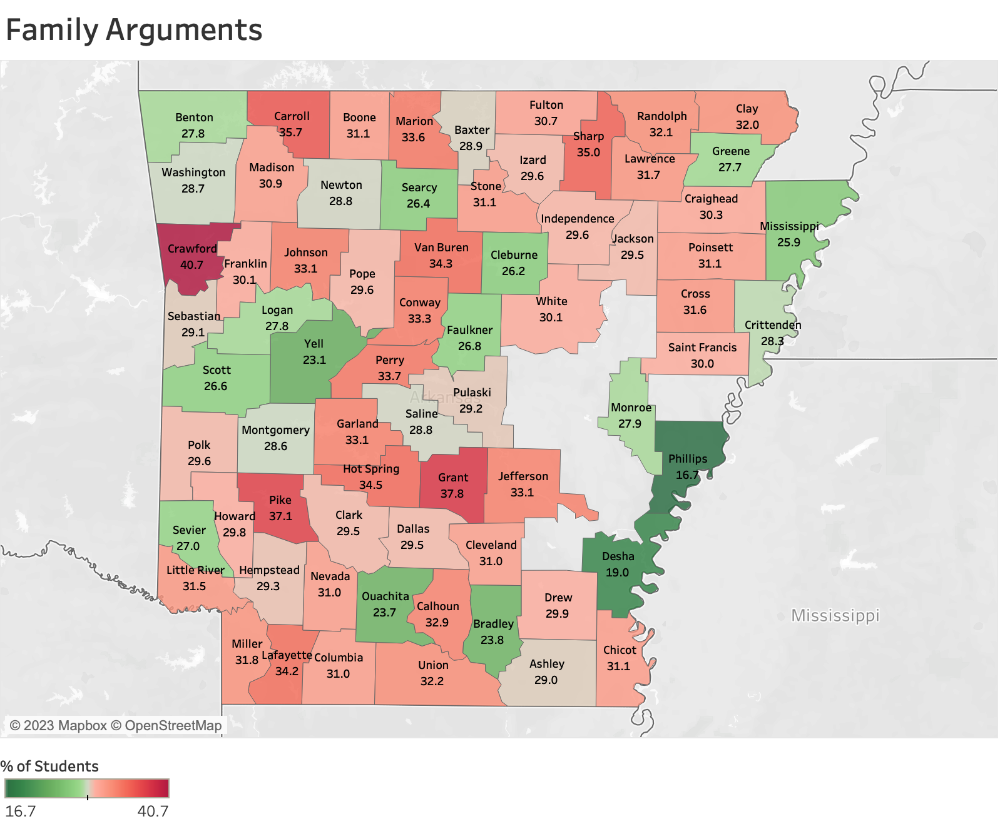 Family Arguments
Benton
27.8
Carroll
35.7
Boone
31.1
Marion
33.6
Baxter
28.9
Fulton
30.7
Sharp
35.0
Randolph
32.1
Clay
32.0
Greene
27.7
Washington
28.7
Madison
30.9
Newton
28.8
Searcy
26.4
Stone
31.1
Izard
29.6
Lawrence
31.7
Craighead
30.3
Mississippi
25.9
Crawford
40.7
Franklin
30.1
Johnson
33.1
Pope
29.6
Van Buren
34.3
Cleburne
26.2
Independence
29.6
Jackson
29.5
Poinsett
31.1
Sebastian
29.1
Logan
27.8
Conway
33.3
Faulkner
26.8
White
30.1
Cross
31.6
Crittenden
28.3
Scott
26.6
Yell
23.1
Perry
33.7
Saint Francis
30.0
Arkansas
Pulaski
29.2
Saline
28.8
Monroe
27.9
Polk
29.6
Montgomery
28.6
Garland
33.1
Hot Spring
34.5
Grant
37.8
Jefferson
33.1
Phillips
16.7
Sevier
27.0
Howard
29.8
Pike
37.1
Clark
29.5
Dallas
29.5
Cleveland
31.0
Desha
19.0
Little River
31.5
Hempstead
29.3
Nevada
31.0
Ouachita
23.7
Calhoun
32.9
Bradley
23.8
Drew
29.9
Mississippi
Miller
31.8
Lafayette
34.2
Columbia
31.0
Union
32.2
Ashley
29.0
Chicot
31.1
© 2023 Mapbox © OpenStreetMap
% of Students
16.7 40.7